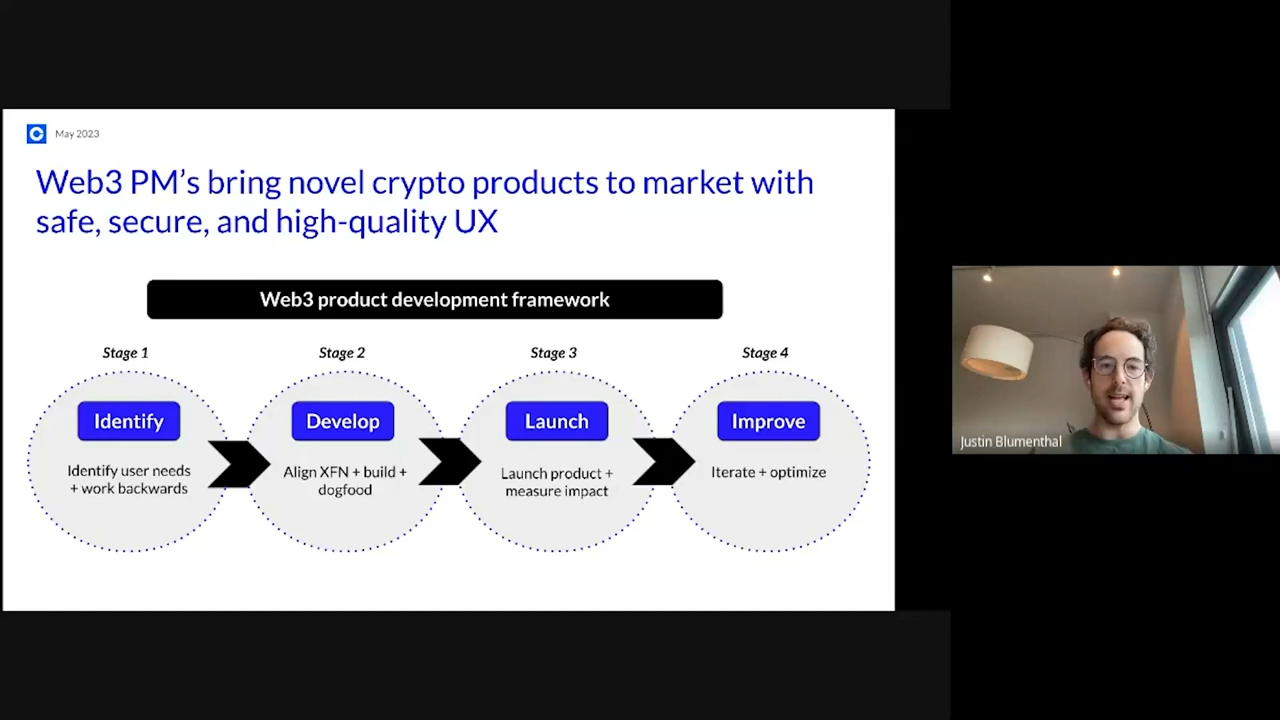 May 2023
Web3 PM’s bring novel crypto products to market with
safe, secure, and high-quality UX
Web3 product development framework
Stage 1
Stage 2
Stage 3
Stage 4
Identify
Develop
Launch
Improve
Identify user needs
+ work backwards
Align XFN + build +
dogfood
Launch product +
measure impact
Iterate + optimize
Justin Blumenthal